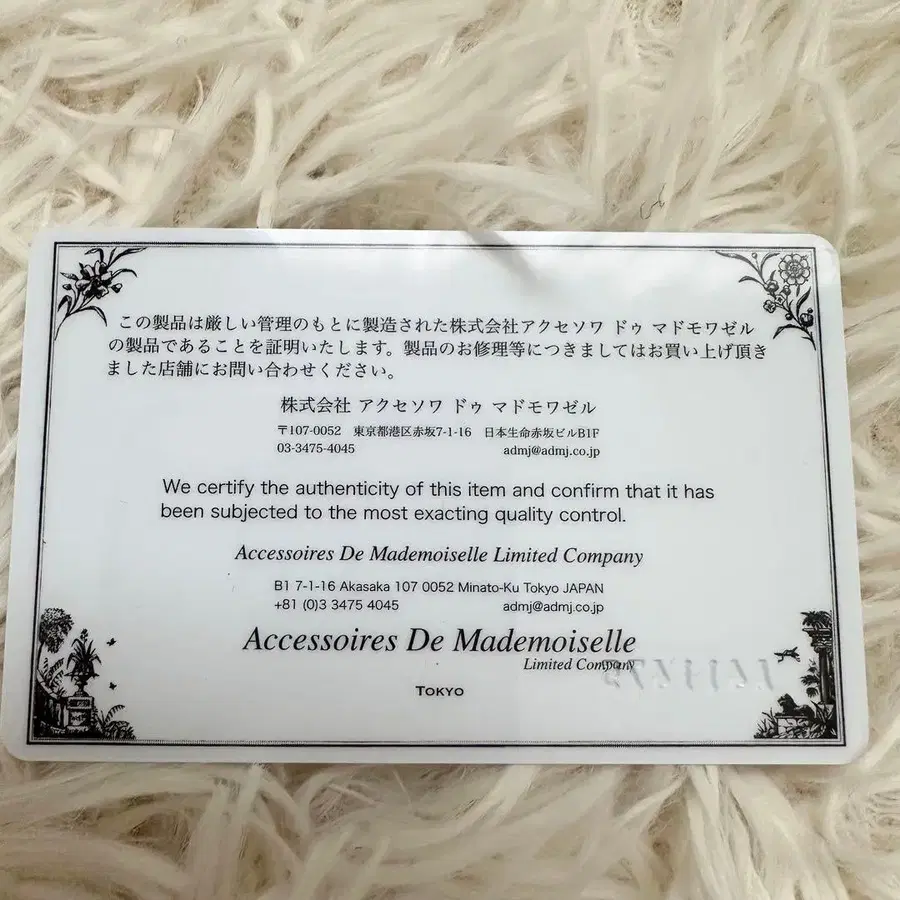 この製品は厳しい管理のもとに製造された株式会社アクセソワ ドゥ マドモワゼル
の製品であることを証明いたします。製品のお修理等につきましてはお買い上げ頂き
ました店舗にお問い合わせください。
株式会社 アクセソワ ドゥ マドモワゼル
〒107-0052 東京都港区赤坂7-1-16 日本生命赤坂ビルB1F
03-3475-4045 admj@admj.co.jp
We certify the authenticity of this item and confirm that it has
been subjected to the most exacting quality control.
Accessoires De Mademoiselle Limited Company
B1 7-1-16 Akasaka 107 0052 Minato-Ku Tokyo JAPAN
+81 (0)3 3475 4045 admj@admj.co.jp
Accessoires De Mademoiselle
Limited Company
TOKYO